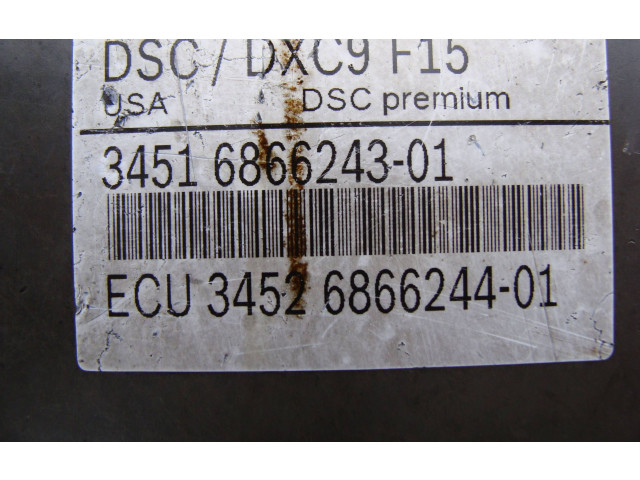 DSC / DXC9 F15
USA DSC premium
3451 6866243-01
ECU 3452 6866244-01